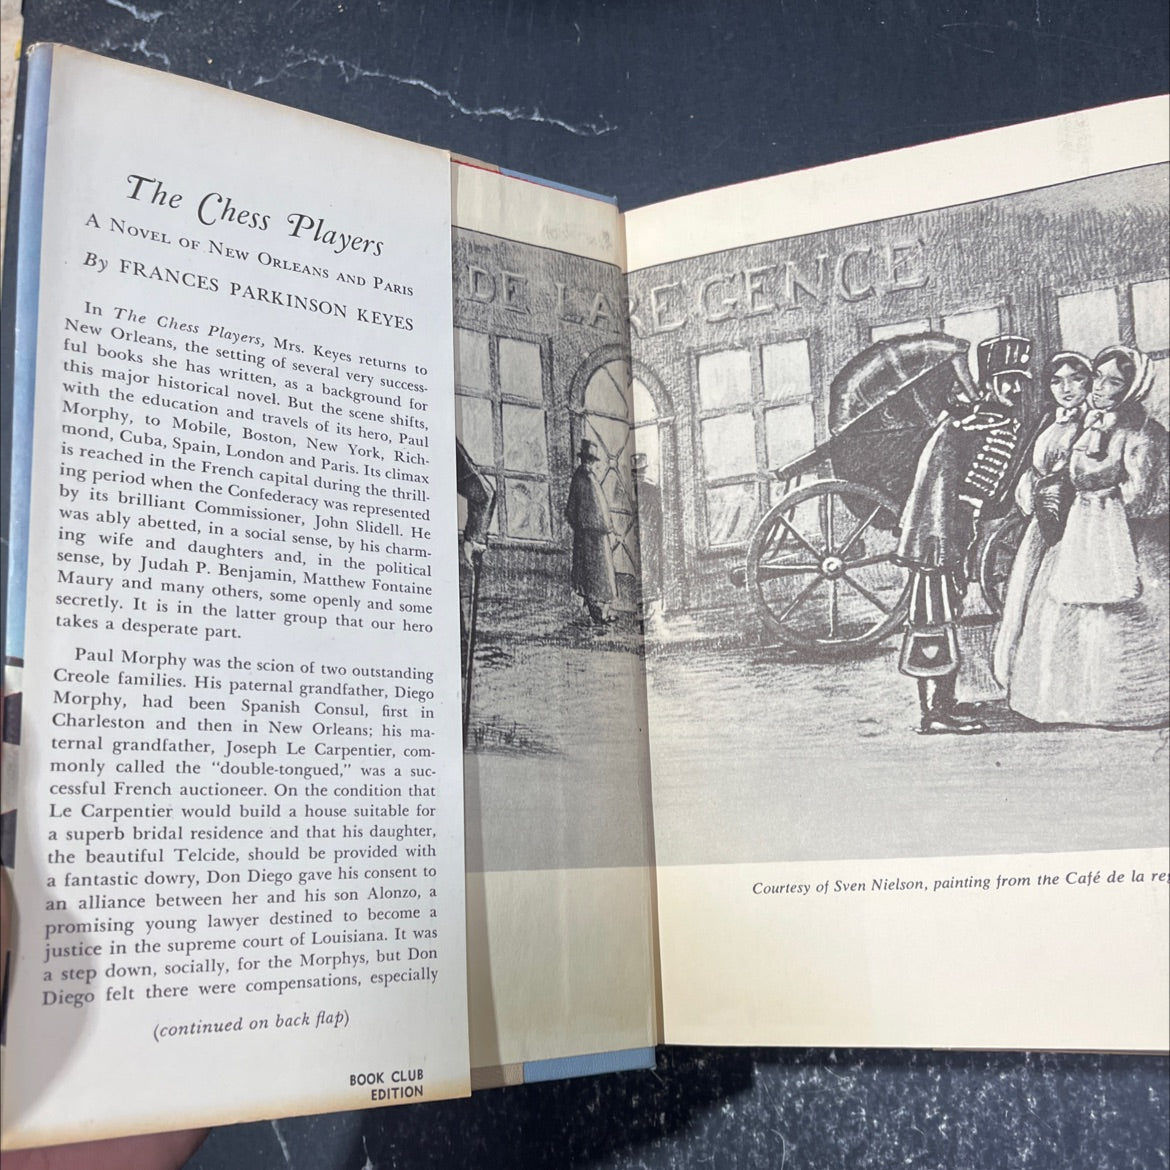 The Chess Players
A NOVEL OF NEW ORLEANS AND PARIS
By FRANCES PARKINSON KEYES
In The Chess Players, Mrs. Keyes returns to
New Orleans, the setting of several very success-
ful books she has written, as a background for
this major historical novel. But the scene shifts,
with the education and travels of its hero, Paul
Morphy, to Mobile, Boston, New York, Rich-
mond, Cuba, Spain, London and Paris. Its climax
is reached in the French capital during the thrill-
ing period when the Confederacy was represented
by its brilliant Commissioner, John Slidell. He
was ably abetted, in a social sense, by his charm-
ing wife and daughters and, in the political
sense, by Judah P. Benjamin, Matthew Fontaine
Maury and many others, some openly and some
secretly. It is in the latter group that our hero
takes a desperate part.
Paul Morphy was the scion of two outstanding
Creole families. His paternal grandfather, Diego
Morphy, had been Spanish Consul, first in
Charleston and then in New Orleans; his ma-
ternal grandfather, Joseph Le Carpentier, com-
monly called the "double-tongued," was a suc-
cessful French auctioneer. On the condition that
Le Carpentier would build a house suitable for
a superb bridal residence and that his daughter,
the beautiful Telcide, should be provided with
a fantastic dowry, Don Diego gave his consent to
an alliance between her and his son Alonzo, a
promising young lawyer destined to become a
justice in the supreme court of Louisiana. It was
a step down, socially, for the Morphys, but Don
Diego felt there were compensations, especially
(continued on back flap)
BOOK CLUB
EDITION
DE LA REGENCE
Courtesy of Sven Nielson, painting from the Café de la